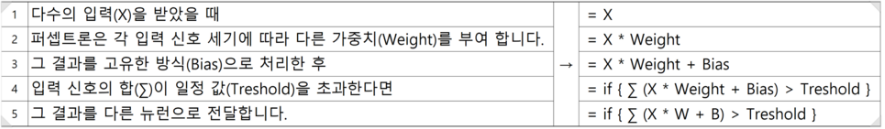 1 다수의 입력(X)을 받았을 때 = X
2 퍼셉트론은 각 입력 신호 세기에 따라 다른 가중치(Weight)를 부여 합니다. = X * Weight
3 그 결과를 고유한 방식(Bias)으로 처리한 후 → = X * Weight + Bias
4 입력 신호의 합(∑)이 일정 값(Treshold)을 초과한다면 = if { ∑ (X * Weight + Bias) > Treshold }
5 그 결과를 다른 뉴런으로 전달합니다. = if { ∑ (X * W + B) > Treshold }